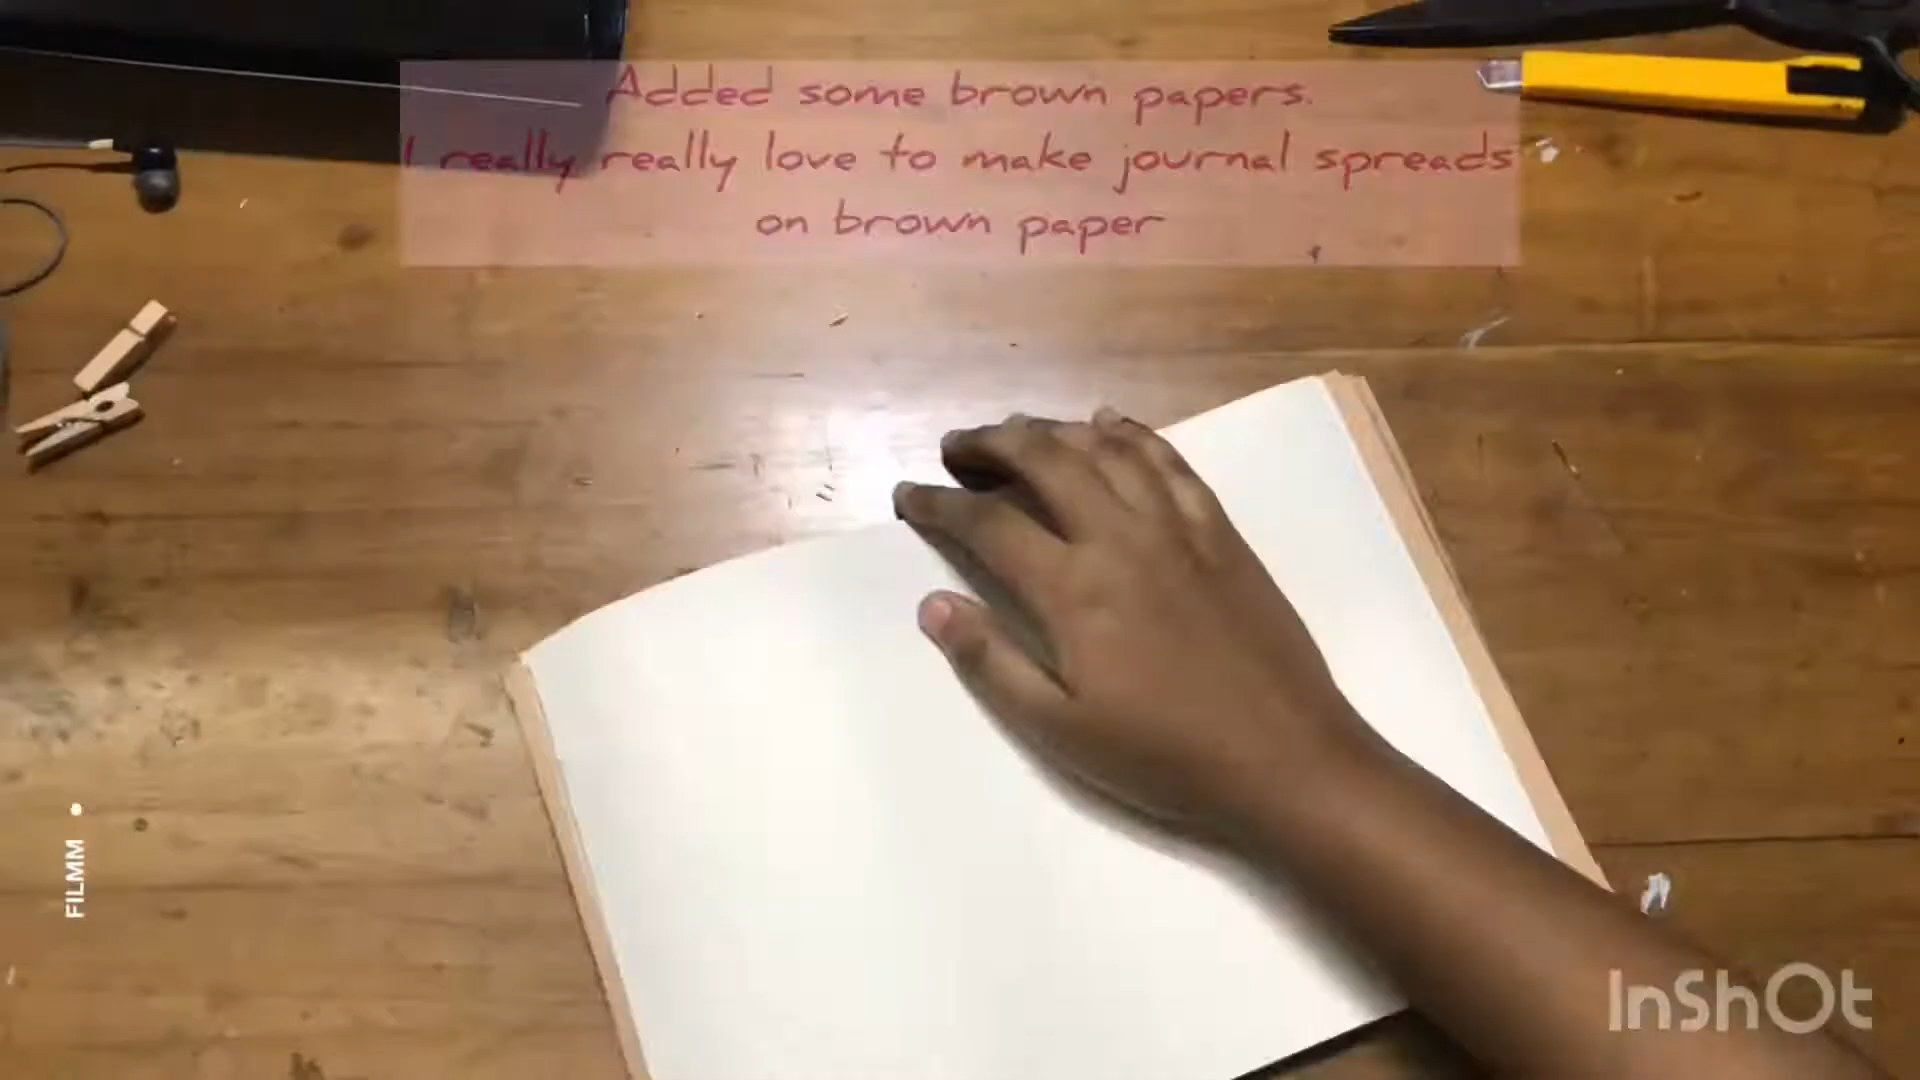 Added some brown papers.
I really really love to make journal spreads
on brown paper
FILMM
InShOt